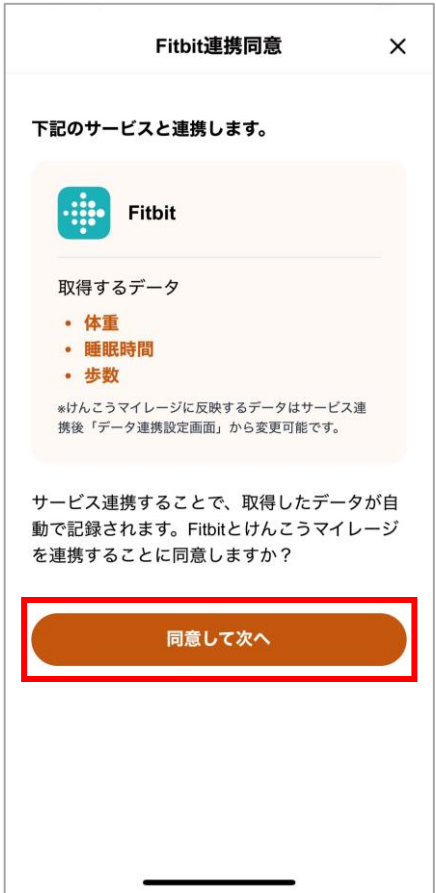 Fitbit連携同意 ×
下記のサービスと連携します。
Fitbit
取得するデータ
• 体重
• 睡眠時間
• 歩数
*けんこうマイレージに反映するデータはサービス連
携後「データ連携設定画面」から変更可能です。
サービス連携することで、取得したデータが自
動で記録されます。Fitbitとけんこうマイレージ
を連携することに同意しますか？
同意して次へ